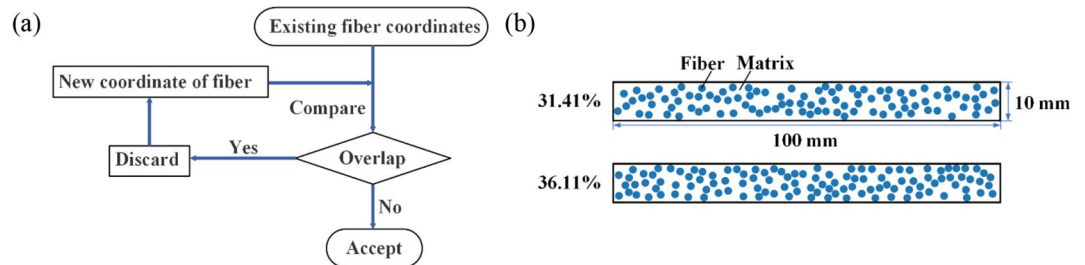 (a)
Existing fiber coordinates
New coordinate of fiber
Compare
Yes
Discard
Overlap
No
Accept
(b)
Fiber Matrix
31.41%
10 mm
100 mm
36.11%